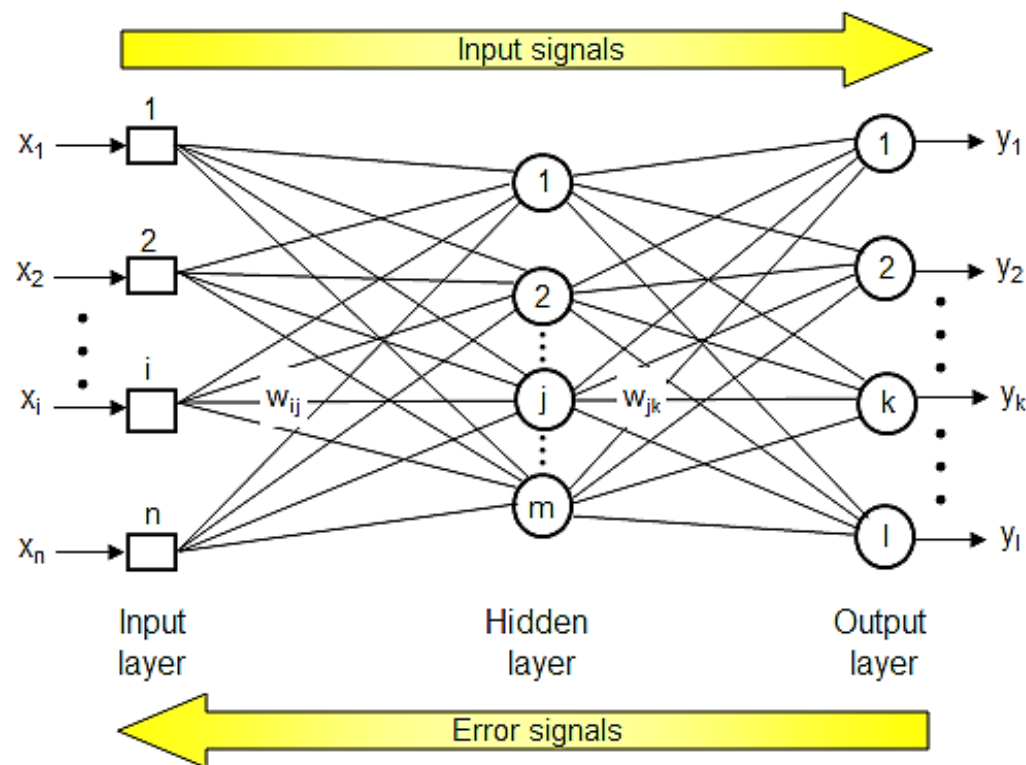 Input signals
1
x₁
1
y₁
1
2
x₂
2
y₂
2
i
xᵢ
wᵢⱼ
j
wⱼₖ
k
yₖ
n
m
xₙ
l
yₗ
Input
layer
Hidden
layer
Output
layer
Error signals